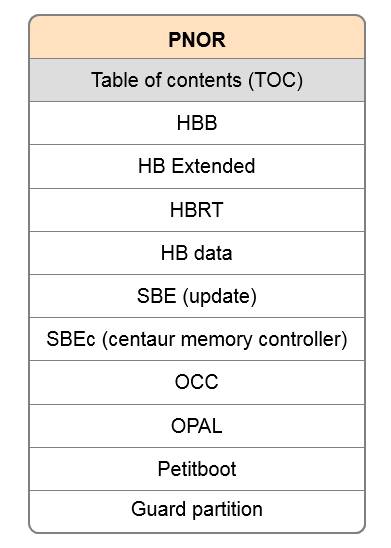 PNOR
Table of contents (TOC)
HBB
HB Extended
HBRT
HB data
SBE (update)
SBEc (centaur memory controller)
OCC
OPAL
Petitboot
Guard partition